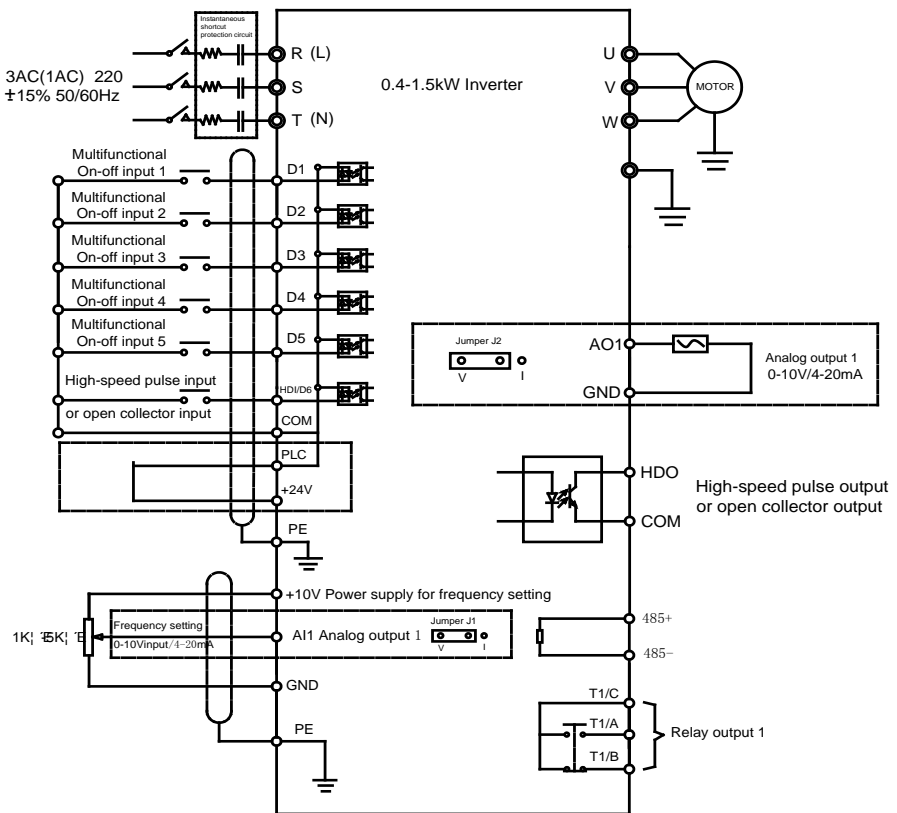 Instantaneous
shortcut
protection circuit
3AC(1AC) 220
±15% 50/60Hz
R (L)
S
T (N)
0.4-1.5kW Inverter
U
V
W
MOTOR
Multifunctional
On-off input 1
D1
Multifunctional
On-off input 2
D2
Multifunctional
On-off input 3
D3
Multifunctional
On-off input 4
D4
Multifunctional
On-off input 5
D5
High-speed pulse input
or open collector input
HDI/D6
COM
PLC
+24V
PE
Jumper J2
V
I
AO1
GND
Analog output 1
0-10V/4-20mA
HDO
COM
High-speed pulse output
or open collector output
+10V Power supply for frequency setting
Frequency setting
0-10Vinput/4-20mA
AI1 Analog output 1
Jumper J1
V
I
GND
PE
485+
485-
T1/C
T1/A
T1/B
Relay output 1